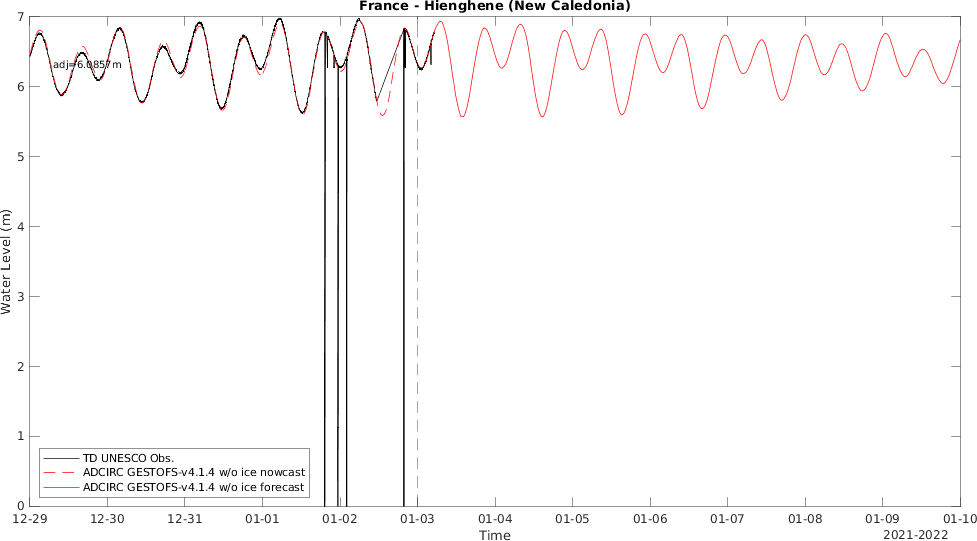 France - Hienghene (New Caledonia)
7
6
5
4
3
2
1
0
Water Level (m)
adj=6.0857m
TD UNESCO Obs.
ADCIRC GESTOFS-v4.1.4 w/o ice nowcast
ADCIRC GESTOFS-v4.1.4 w/o ice forecast
12-29 12-30 12-31 01-01 01-02 01-03 01-04 01-05 01-06 01-07 01-08 01-09 01-10
Time
2021-2022